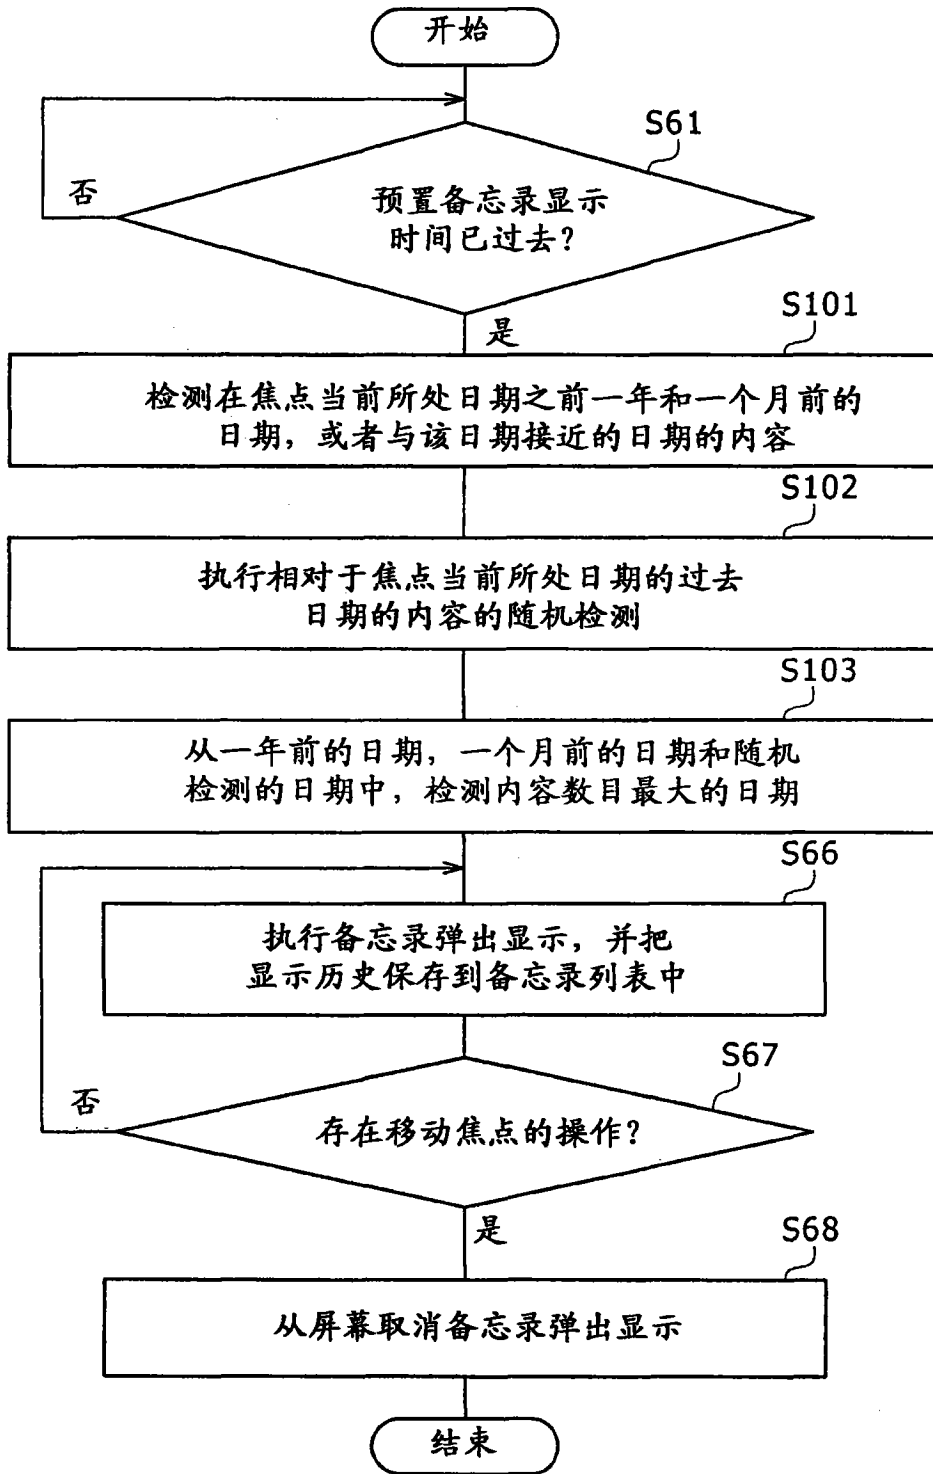 开始
S61
否
预置备忘录显示
时间已过去?
是
S101
检测在焦点当前所处日期之前一年和一个月前的
日期，或者与该日期接近的日期的内容
S102
执行相对于焦点当前所处日期的过去
日期的内容的随机检测
S103
从一年前的日期，一个月前的日期和随机
检测的日期中，检测内容数目最大的日期
S66
执行备忘录弹出显示，并把
显示历史保存到备忘录列表中
S67
否
存在移动焦点的操作?
是
S68
从屏幕取消备忘录弹出显示
结束